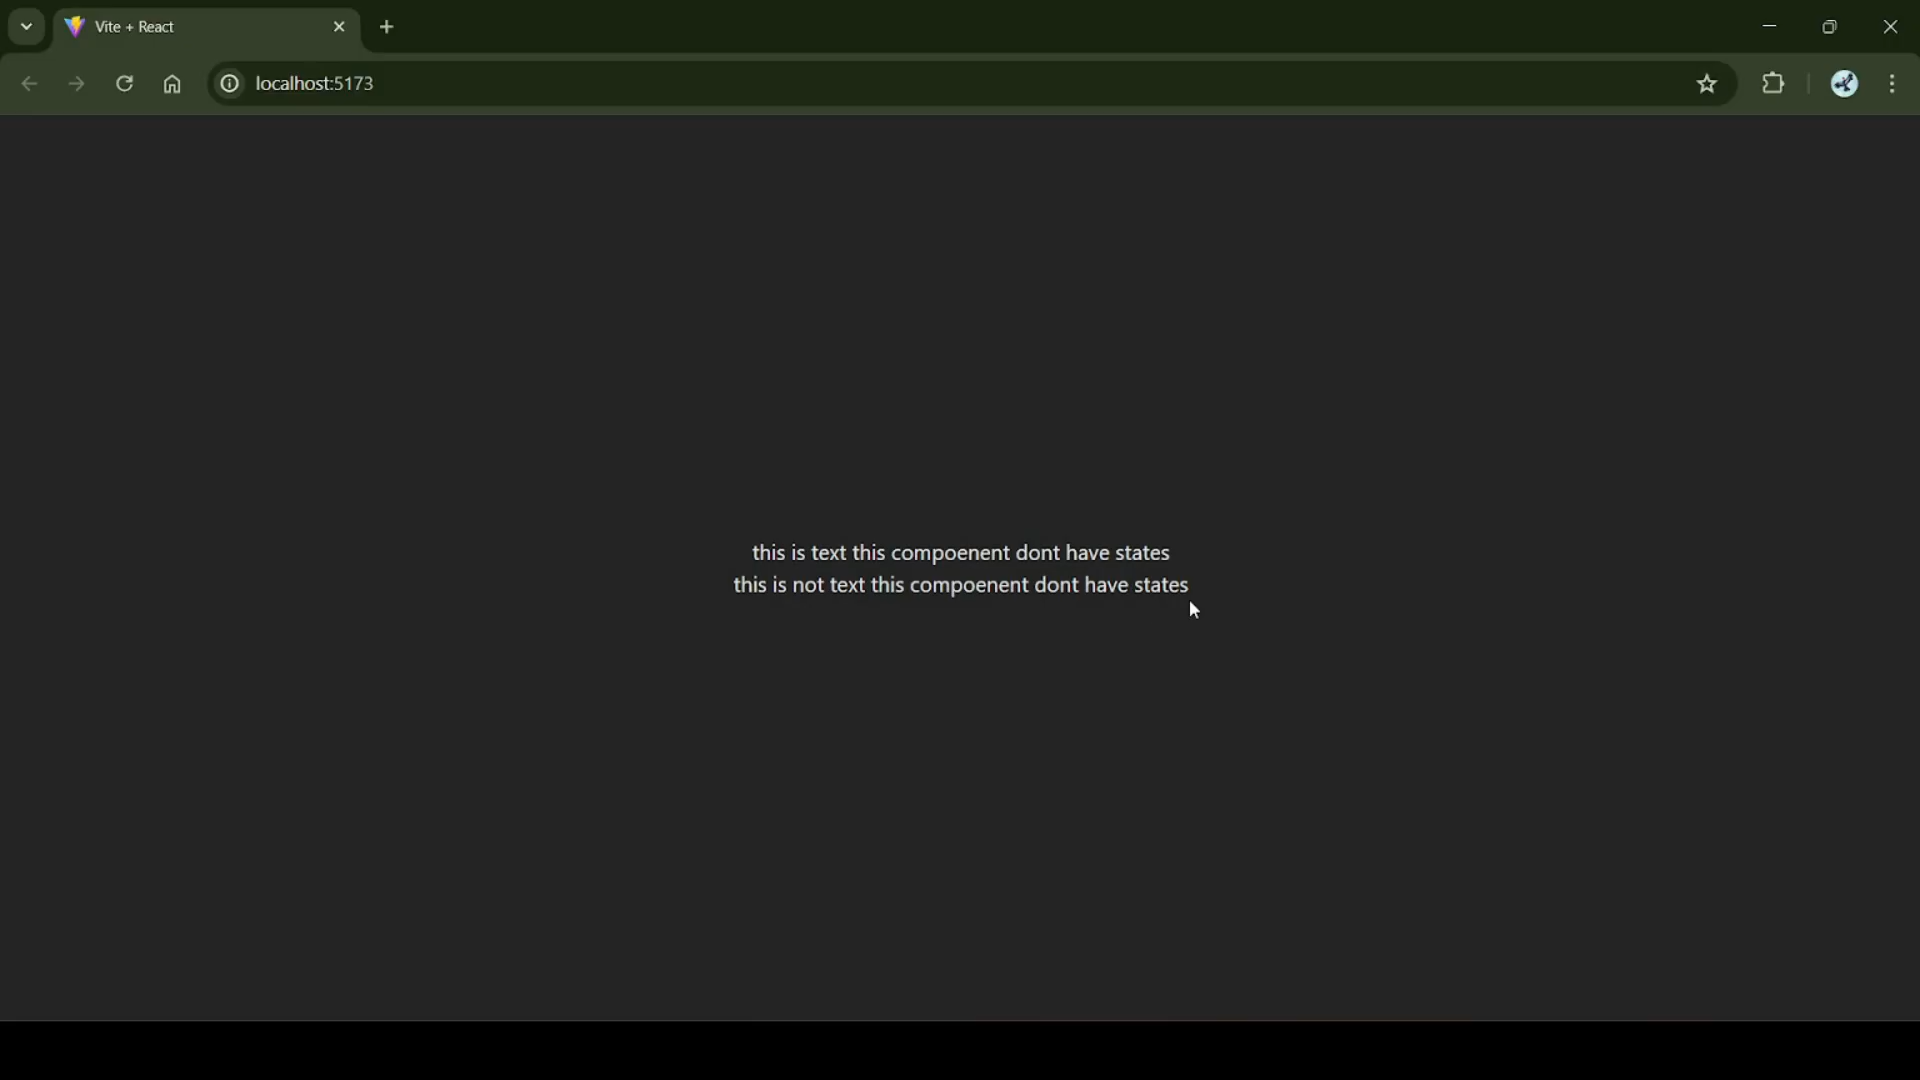 Vite + React
localhost:5173
this is text this compoenent dont have states
this is not text this compoenent dont have states